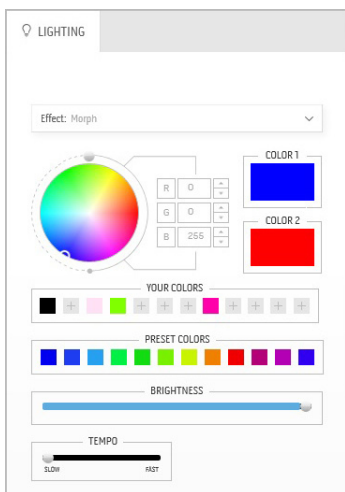 LIGHTING
Effect: Morph
COLOR 1
R 0
G 0
B 255
COLOR 2
YOUR COLORS
PRESET COLORS
BRIGHTNESS
TEMPO
SLOW FAST